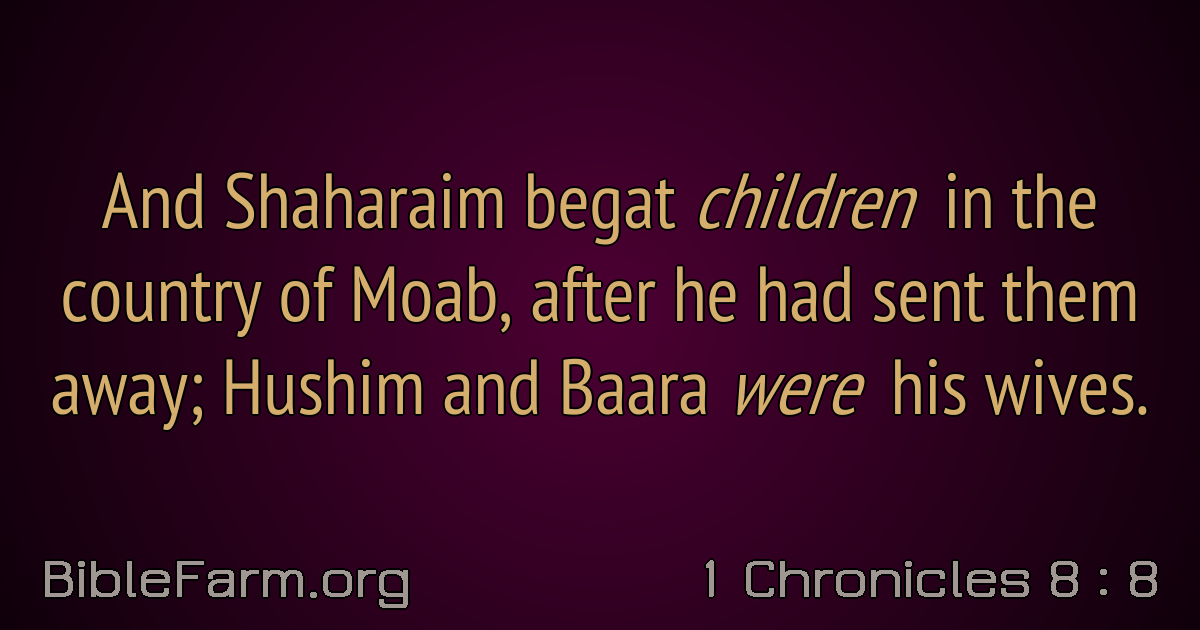 And Shaharaim begat children in the
country of Moab, after he had sent them
away; Hushim and Baara were his wives.
BibleFarm.org
1 Chronicles 8 : 8